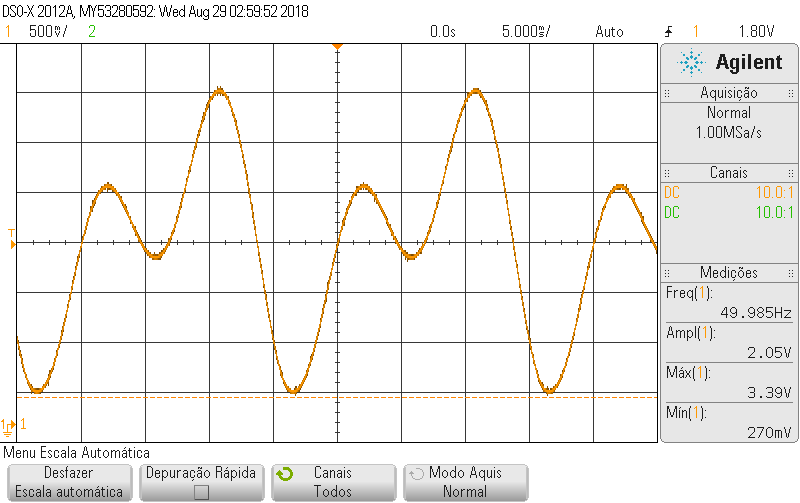 DSO-X 2012A, MY53280592: Wed Aug 29 02:59:52 2018
1 500㎷/ 2 0.0s 5.000㎳/ Auto 1 1.80V
Agilent
Aquisição
Normal
1.00MSa/s
Canais
DC 10.0:1
DC 10.0:1
Medições
Freq(1):
49.985Hz
Ampl(1):
2.05V
Máx(1):
3.39V
Mín(1):
270mV
T
1 1
Menu Escala Automática
Desfazer
Escala automática
Depuração Rápida
Canais
Todos
Modo Aquis
Normal